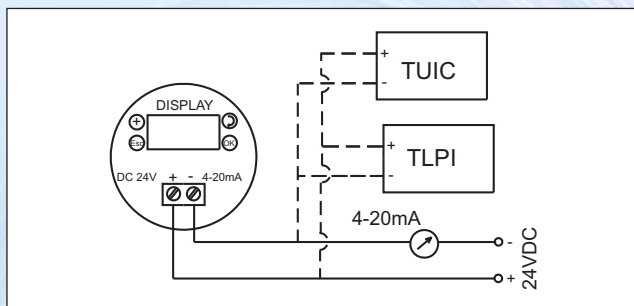 DISPLAY
+
Esc
OK
DC 24V + - 4-20mA
+
TUIC
-
+
TLPI
-
4-20mA
-
+
24VDC